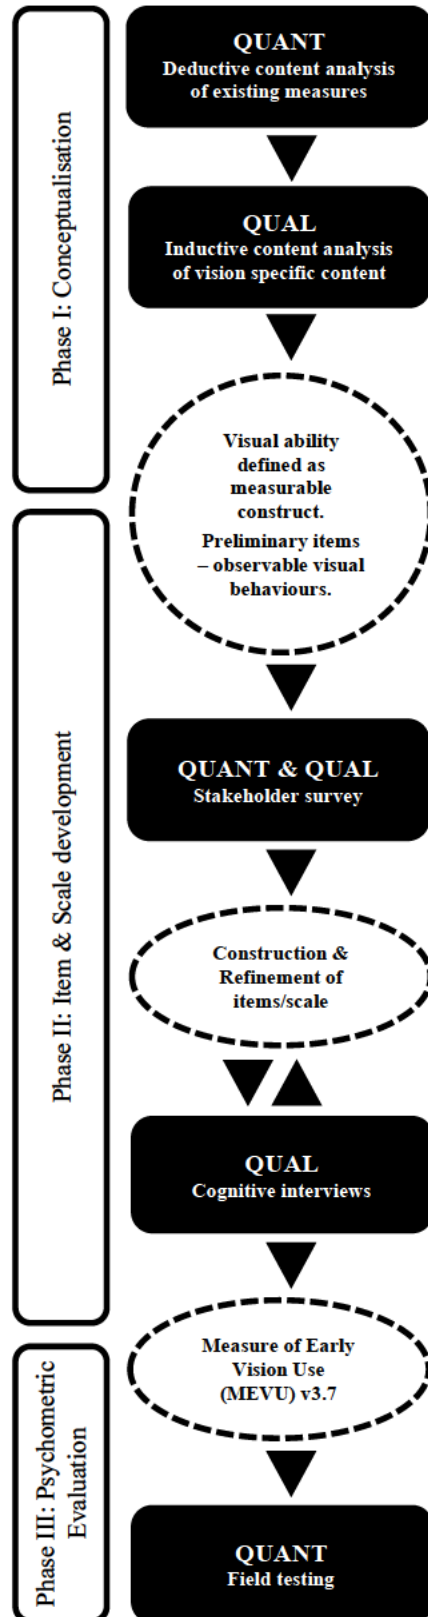 Phase I: Conceptualisation
QUANT
Deductive content analysis
of existing measures
QUAL
Inductive content analysis
of vision specific content
Visual ability
defined as
measurable
construct.
Preliminary items
– observable visual
behaviours.
Phase II: Item & Scale development
QUANT & QUAL
Stakeholder survey
Construction &
Refinement of
items/scale
QUAL
Cognitive interviews
Measure of Early
Vision Use
(MEVU) v3.7
Phase III: Psychometric
Evaluation
QUANT
Field testing